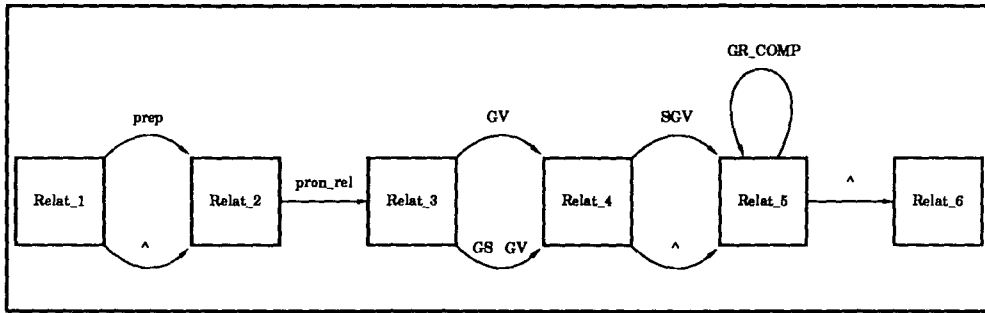 GR_COMP
prep
GV
SGV
^
pron_rel
Relat_1
Relat_2
Relat_3
Relat_4
Relat_5
Relat_6
^
GS GV
^